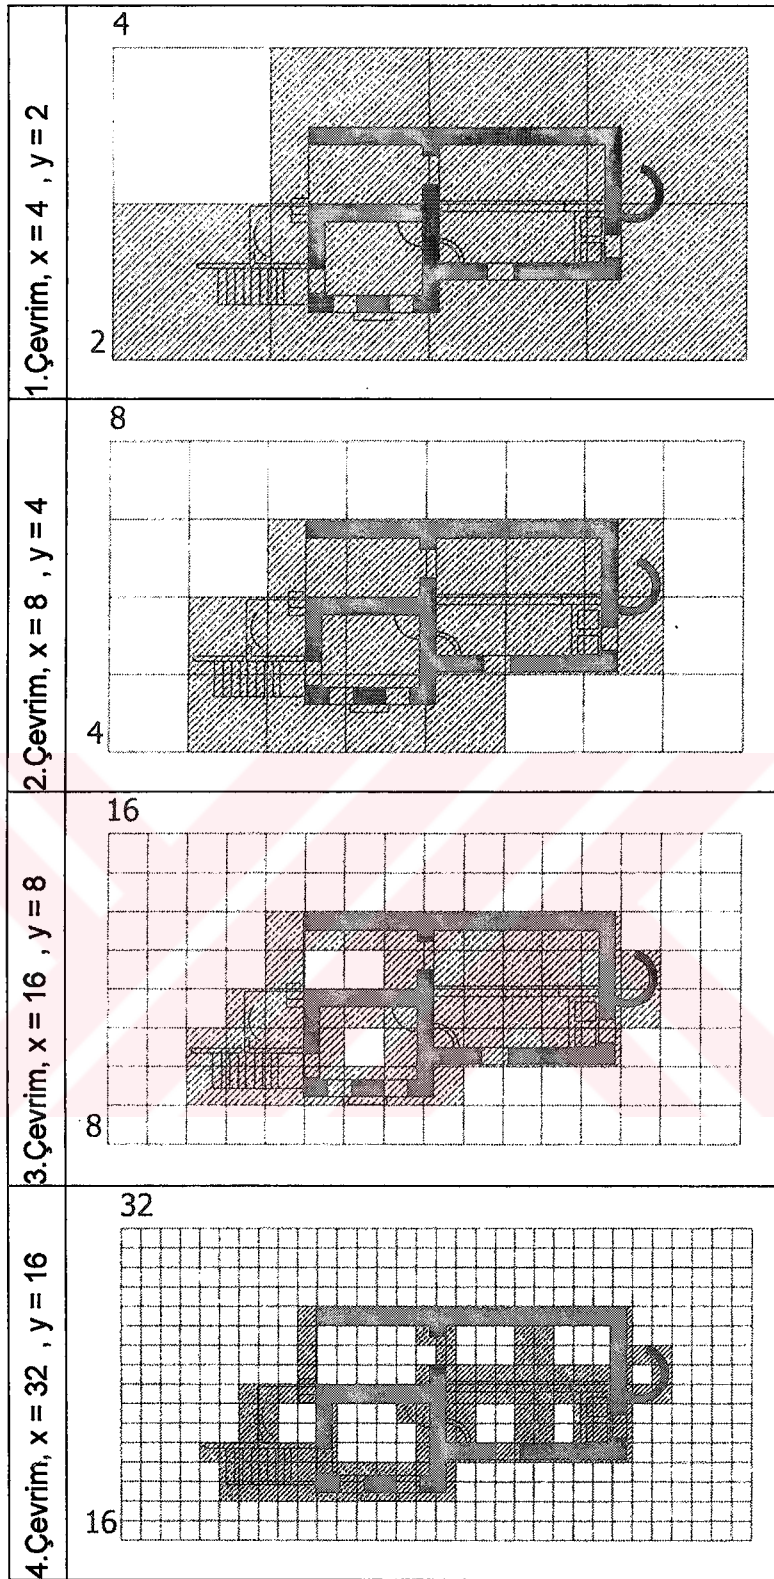 1.Çevrim, x = 4 , y = 2
4
2
2.Çevrim, x = 8 , y = 4
8
4
3.Çevrim, x = 16 , y = 8
16
8
4.Çevrim, x = 32 , y = 16
32
16